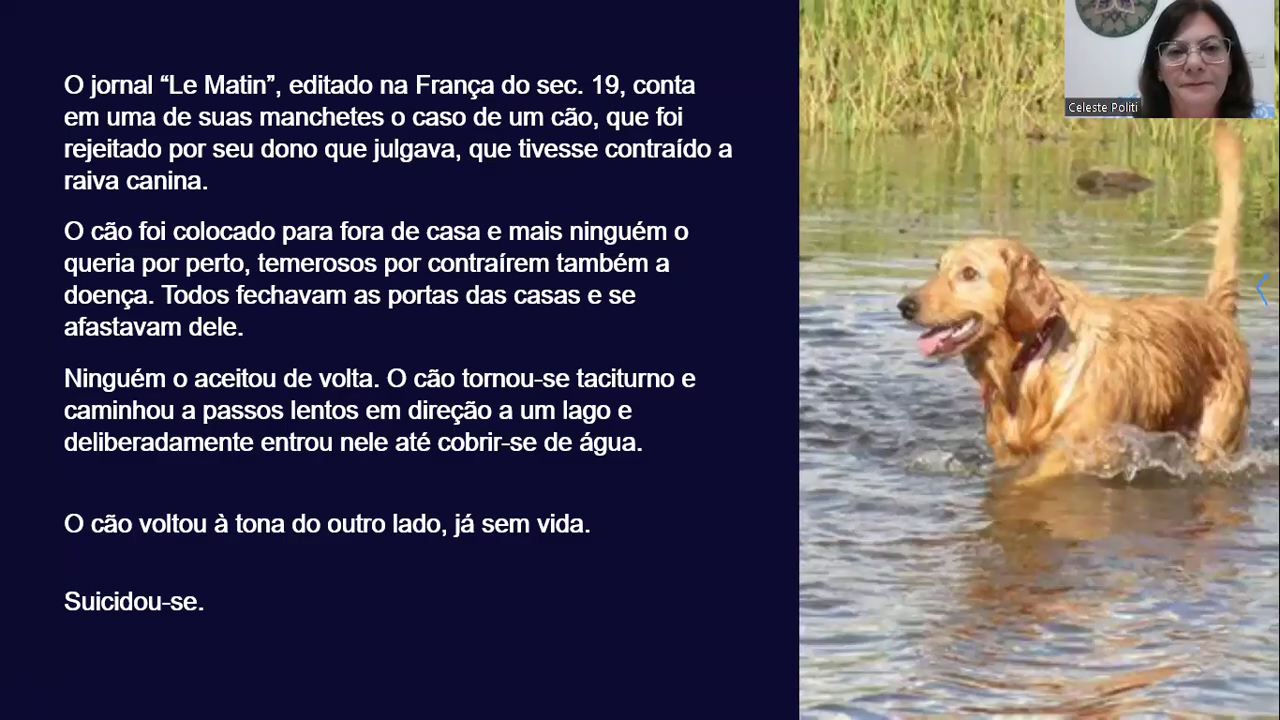 O jornal “Le Matin”, editado na França do sec. 19, conta
em uma de suas manchetes o caso de um cão, que foi
rejeitado por seu dono que julgava, que tivesse contraído a
raiva canina.
O cão foi colocado para fora de casa e mais ninguém o
queria por perto, temerosos por contraírem também a
doença. Todos fechavam as portas das casas e se
afastavam dele.
Ninguém o aceitou de volta. O cão tornou-se taciturno e
caminhou a passos lentos em direção a um lago e
deliberadamente entrou nele até cobrir-se de água.
O cão voltou à tona do outro lado, já sem vida.
Suicidou-se.
Celeste Politi